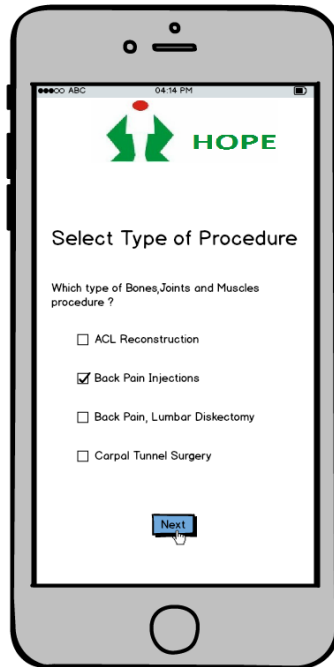 ABC 04:14 PM
HOPE
Select Type of Procedure
Which type of Bones,Joints and Muscles
procedure ?
ACL Reconstruction
Back Pain Injections
Back Pain, Lumbar Diskectomy
Carpal Tunnel Surgery
Next